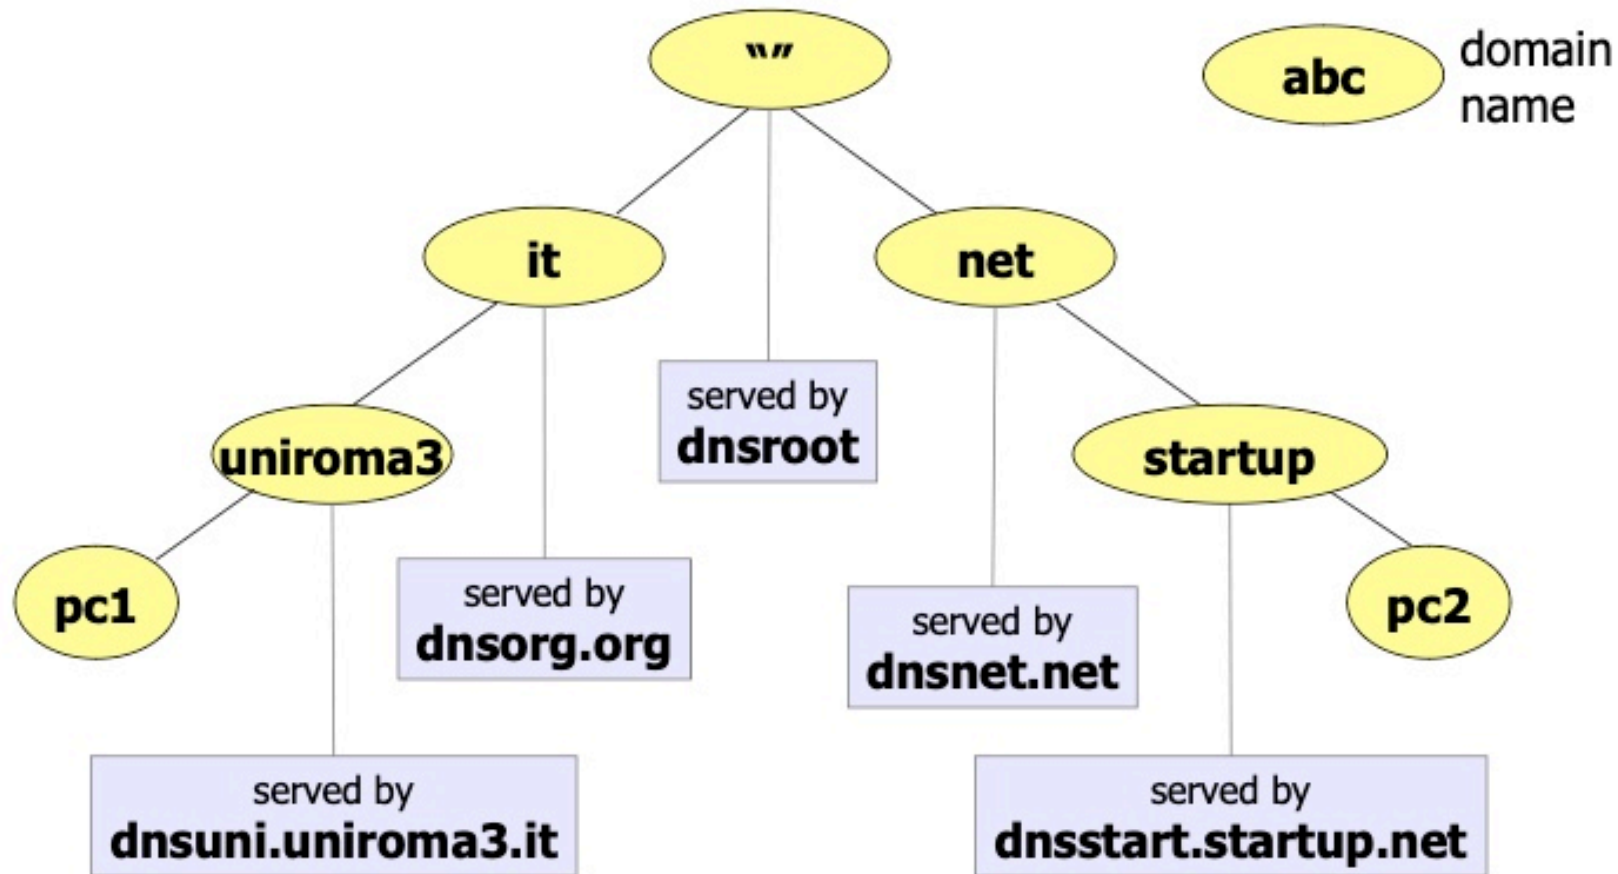 “”
abc
domain
name
it
net
served by
dnsroot
uniroma3
startup
pc1
served by
dnsorg.org
served by
dnsnet.net
pc2
served by
dnsuni.uniroma3.it
served by
dnsstart.startup.net